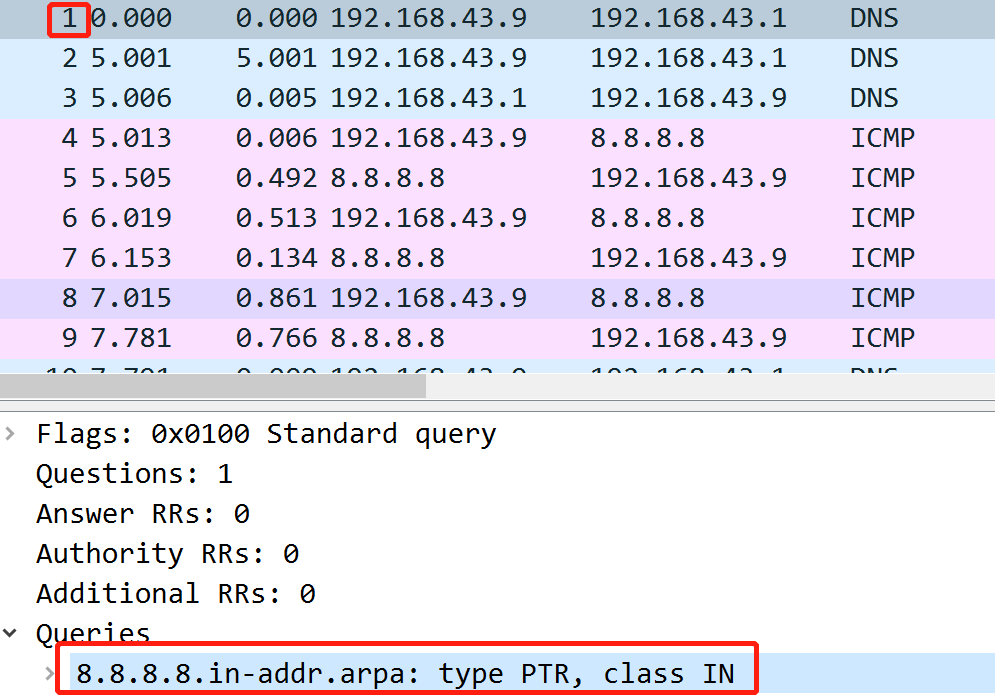 1 0.000 0.000 192.168.43.9 192.168.43.1 DNS
2 5.001 5.001 192.168.43.9 192.168.43.1 DNS
3 5.006 0.005 192.168.43.1 192.168.43.9 DNS
4 5.013 0.006 192.168.43.9 8.8.8.8 ICMP
5 5.505 0.492 8.8.8.8 192.168.43.9 ICMP
6 6.019 0.513 192.168.43.9 8.8.8.8 ICMP
7 6.153 0.134 8.8.8.8 192.168.43.9 ICMP
8 7.015 0.861 192.168.43.9 8.8.8.8 ICMP
9 7.781 0.766 8.8.8.8 192.168.43.9 ICMP
Flags: 0x0100 Standard query
Questions: 1
Answer RRs: 0
Authority RRs: 0
Additional RRs: 0
Queries
8.8.8.8.in-addr.arpa: type PTR, class IN